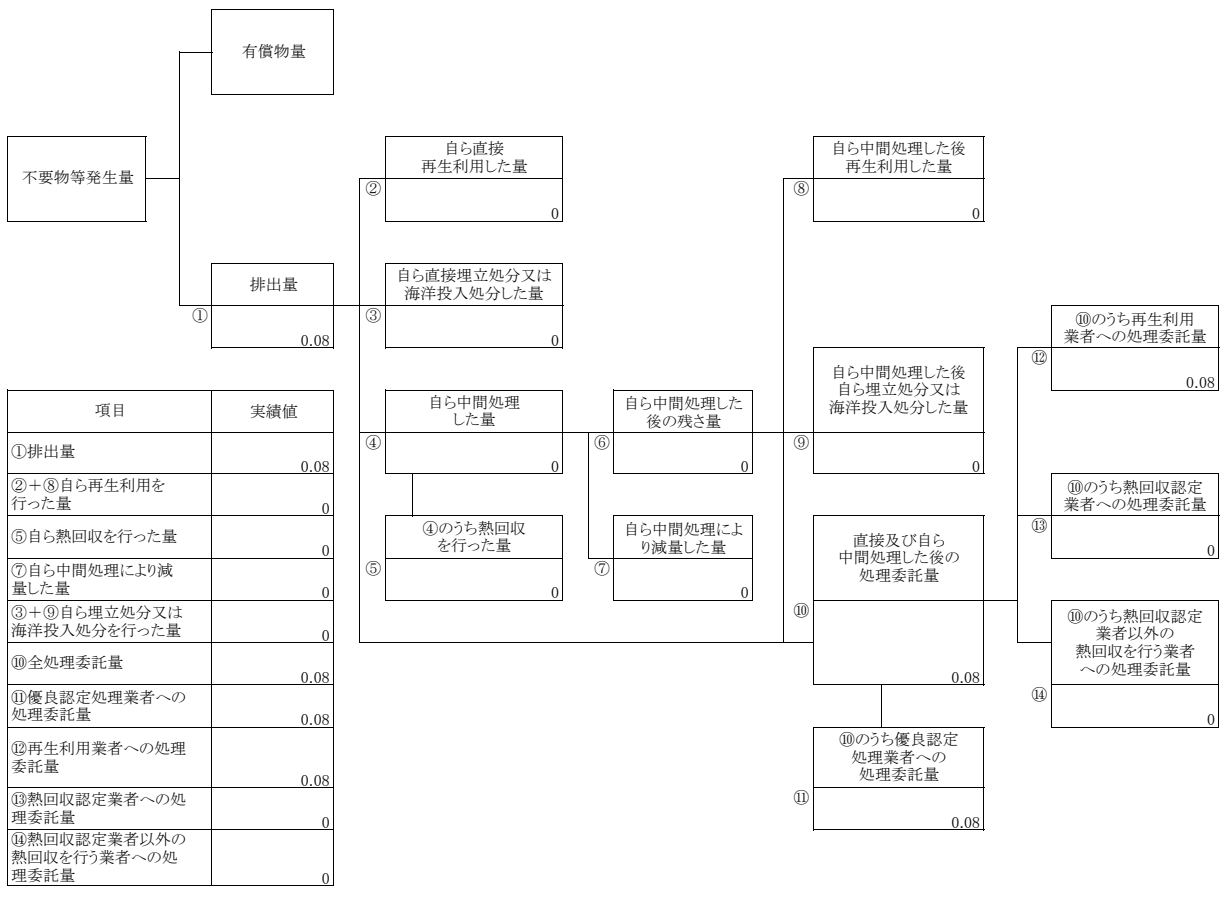 有償物量
不要物等発生量
自ら直接
再生利用した量
②
0
自ら中間処理した後
再生利用した量
⑧
0
排出量
①
0.08
自ら直接埋立処分又は
海洋投入処分した量
③
0
⑩のうち再生利用
業者への処理委託量
⑫
0.08
自ら中間処理
した量
④
0
自ら中間処理した
後の残さ量
⑥
0
自ら中間処理した後
自ら埋立処分又は
海洋投入処分した量
⑨
0
⑩のうち熱回収認定
業者への処理委託量
⑬
0
④のうち熱回収
を行った量
⑤
0
自ら中間処理によ
り減量した量
⑦
0
直接及び自ら
中間処理した後の
処理委託量
⑩
0.08
⑩のうち熱回収認定
業者以外の
熱回収を行う業者
への処理委託量
⑭
0
⑩のうち優良認定
処理業者への
処理委託量
⑪
0.08
項目 実績値
①排出量
0.08
②+⑧自ら再生利用を
行った量
0
⑤自ら熱回収を行った量
0
⑦自ら中間処理により減
量した量
0
③+⑨自ら埋立処分又は
海洋投入処分を行った量
0
⑩全処理委託量
0.08
⑪優良認定処理業者への
処理委託量
0.08
⑫再生利用業者への処理
委託量
0.08
⑬熱回収認定業者への処
理委託量
0
⑭熱回収認定業者以外の
熱回収を行う業者への処
理委託量
0